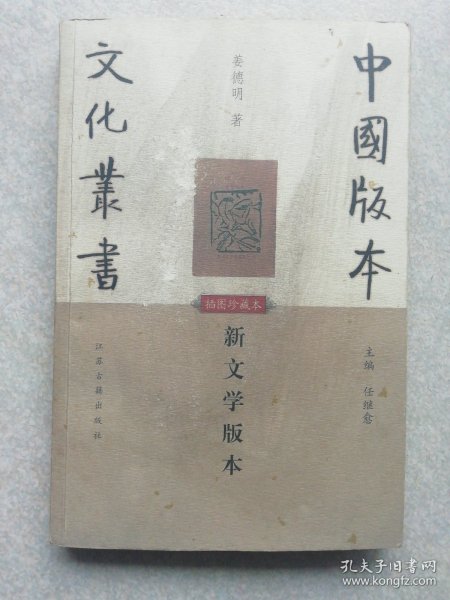 中國版本
文化叢書
姜德明 著
插图珍藏本
新文学版本
主编 任继愈
江苏古籍出版社
孔夫子旧书网
www.kongfz.com